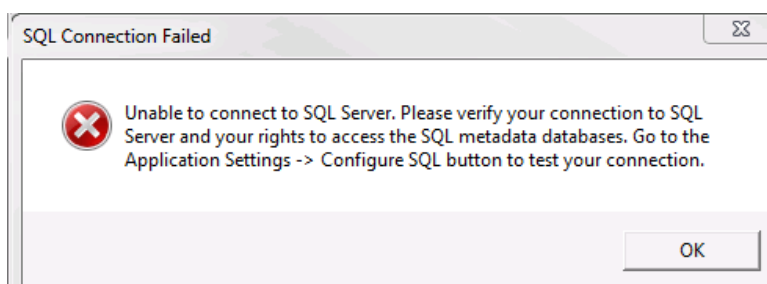 SQL Connection Failed
Unable to connect to SQL Server. Please verify your connection to SQL
Server and your rights to access the SQL metadata databases. Go to the
Application Settings -> Configure SQL button to test your connection.
OK